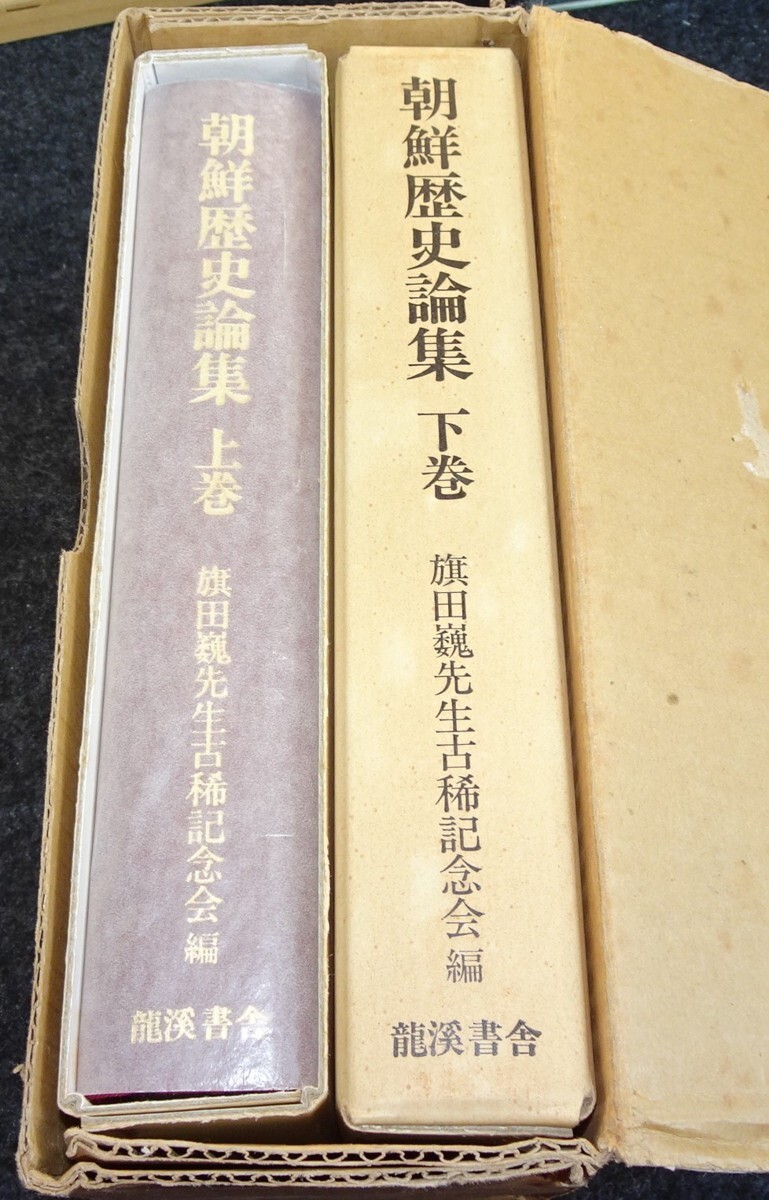 朝鮮歴史論集 上巻
旗田巍先生古稀記念会 編
龍溪書舎
朝鮮歴史論集 下巻
旗田巍先生古稀記念会 編
龍溪書舎